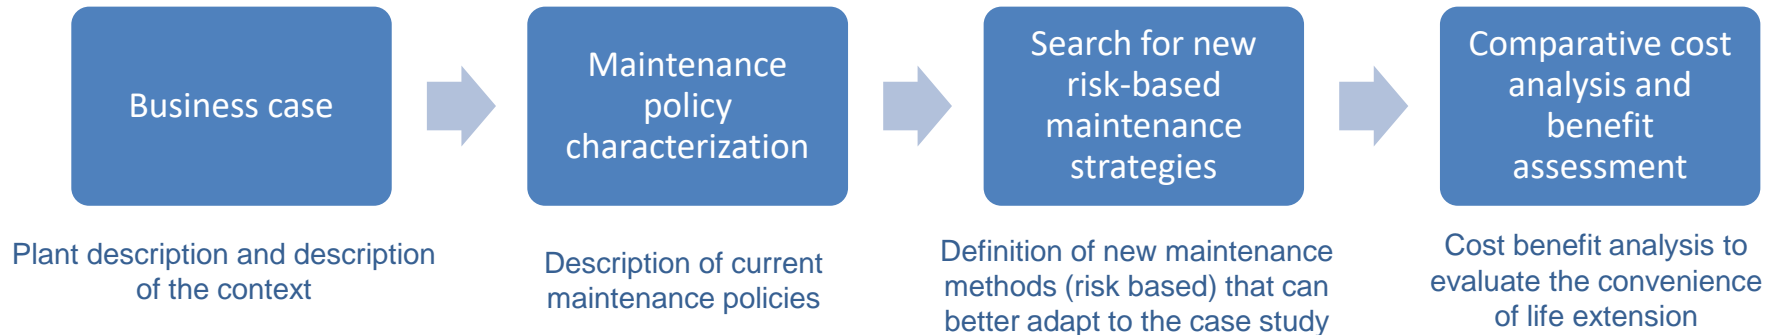 Business case
Maintenance
policy
characterization
Search for new
risk-based
maintenance
strategies
Comparative cost
analysis and
benefit
assessment
Plant description and description
of the context
Description of current
maintenance policies
Definition of new maintenance
methods (risk based) that can
better adapt to the case study
Cost benefit analysis to
evaluate the convenience
of life extension